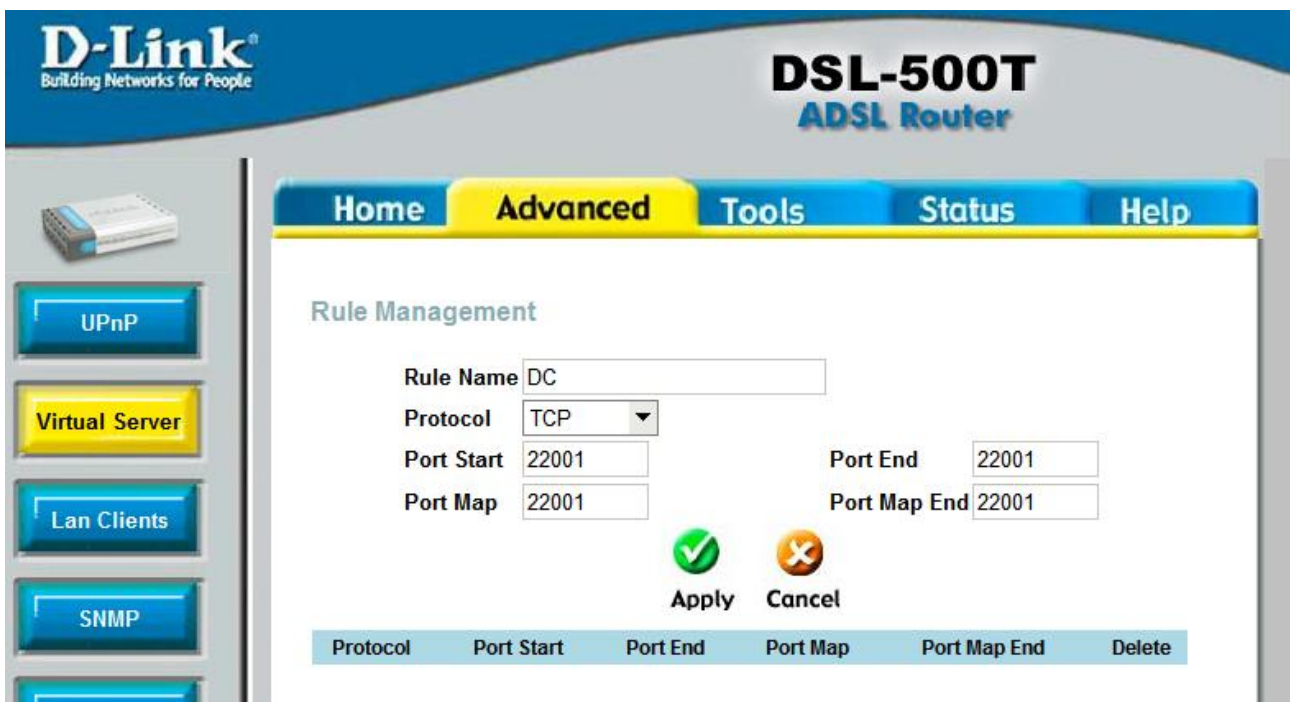 D-Link®
Building Networks for People
DSL-500T
ADSL Router
Home Advanced Tools Status Help
UPnP
Virtual Server
Lan Clients
SNMP
Rule Management
Rule Name DC
Protocol TCP
Port Start 22001 Port End 22001
Port Map 22001 Port Map End 22001
Apply Cancel
Protocol Port Start Port End Port Map Port Map End Delete